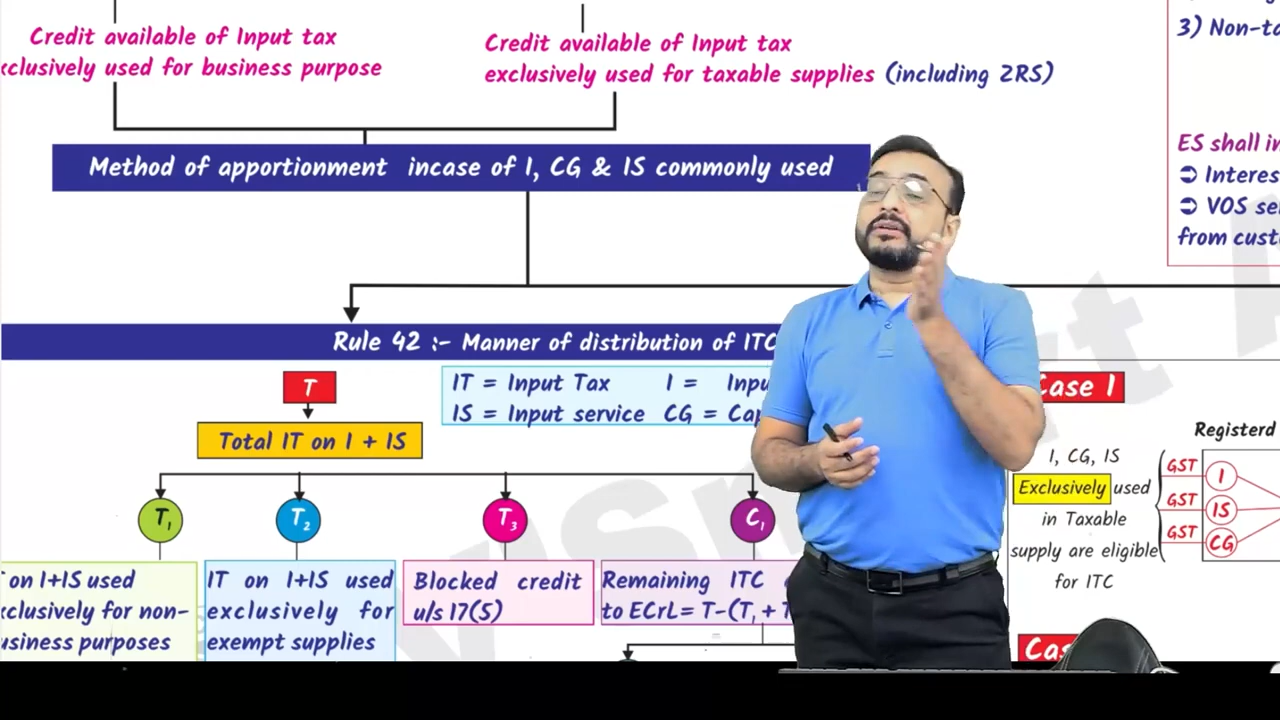 Credit available of Input tax
exclusively used for business purpose
Credit available of Input tax
exclusively used for taxable supplies (including ZRS)
3) Non-ta
Method of apportionment incase of I, CG & IS commonly used
ES shall in
➲ Interes
➲ VOS se
from cust
Rule 42 :- Manner of distribution of ITC
T
Total IT on I + IS
IT = Input Tax I = Inpu
IS = Input service CG = Cap
T1
T2
T3
C1
on I+IS used
xclusively for non-
usiness purposes
IT on I+IS used
exclusively for
exempt supplies
Blocked credit
u/s 17(5)
Remaining ITC
to ECrL= T-(T1 + T
Case 1
I, CG, IS
Exclusively used
in Taxable
supply are eligible
for ITC
Registerd
GST I
GST IS
GST CG
Cas